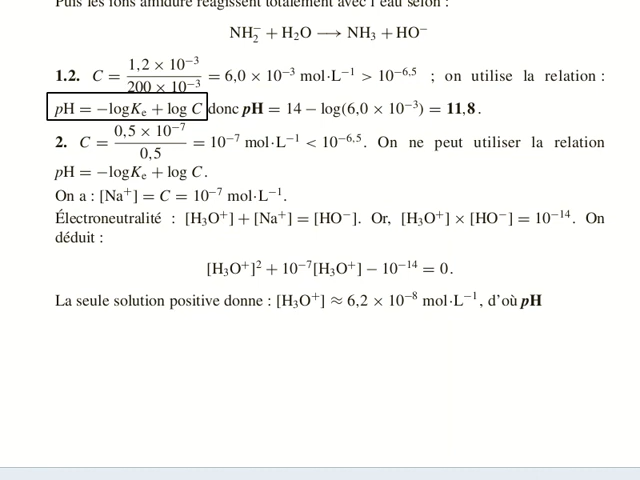 Puis les ions amidure réagissent totalement avec l'eau selon :
NH₂⁻ + H₂O ⟶ NH₃ + HO⁻
1.2. C = (1,2 × 10⁻³)/(200 × 10⁻³) = 6,0 × 10⁻³ mol·L⁻¹ > 10⁻⁶·⁵ ; on utilise la relation :
pH = −logKₑ + log C donc pH = 14 − log(6,0 × 10⁻³) = 11,8.
2. C = (0,5 × 10⁻⁷)/(0,5) = 10⁻⁷ mol·L⁻¹ < 10⁻⁶·⁵. On ne peut utiliser la relation
pH = −logKₑ + log C.
On a : [Na⁺] = C = 10⁻⁷ mol·L⁻¹.
Électroneutralité : [H₃O⁺] + [Na⁺] = [HO⁻]. Or, [H₃O⁺] × [HO⁻] = 10⁻¹⁴. On
déduit :
[H₃O⁺]² + 10⁻⁷[H₃O⁺] − 10⁻¹⁴ = 0.
La seule solution positive donne : [H₃O⁺] ≈ 6,2 × 10⁻⁸ mol·L⁻¹, d'où pH